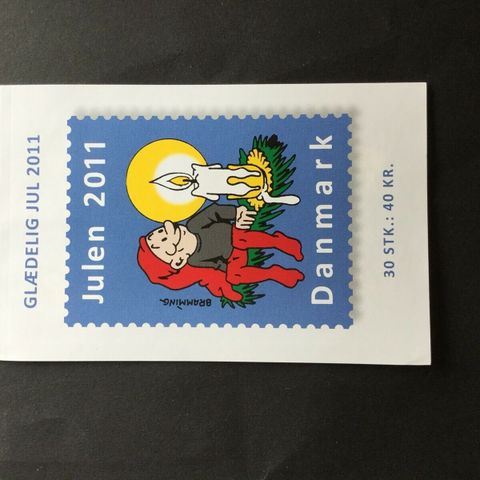 GLÆDELIG JUL 2011
Julen 2011
BRAMMING
Danmark
30 STK.: 40 KR.